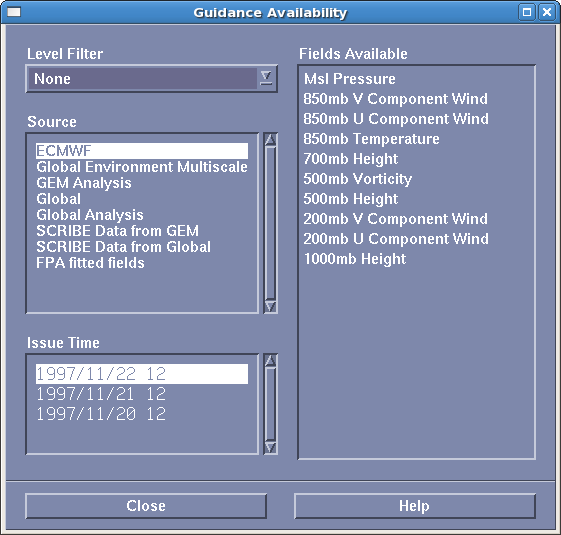 Guidance Availability
Level Filter
None
Source
ECMWF
Global Environment Multiscale
GEM Analysis
Global
Global Analysis
SCRIBE Data from GEM
SCRIBE Data from Global
FPA fitted fields
Issue Time
1997/11/22 12
1997/11/21 12
1997/11/20 12
Fields Available
Msl Pressure
850mb V Component Wind
850mb U Component Wind
850mb Temperature
700mb Height
500mb Vorticity
500mb Height
200mb V Component Wind
200mb U Component Wind
1000mb Height
Close
Help